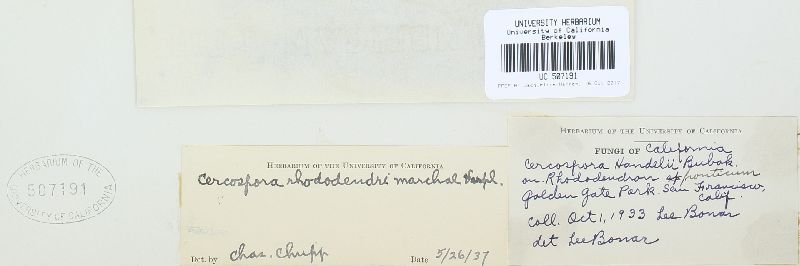 UNIVERSITY HERBARIUM
University of California
Berkeley
UC 507191
HERBARIUM OF THE
507191
UNIVERSITY OF CALIFORNIA
HERBARIUM OF THE UNIVERSITY OF CALIFORNIA
Cercospora rhododendri marchal
Det. by Chas. Chupp Date 5/26/37
HERBARIUM OF THE UNIVERSITY OF CALIFORNIA
FUNGI OF California
Cercospora Handelii Bubak.
on Rhododendron ponticum
Golden Gate Park. San Francisco,
Calif.
Coll. Oct 1, 1933 Lee Bonar
det Lee Bonar